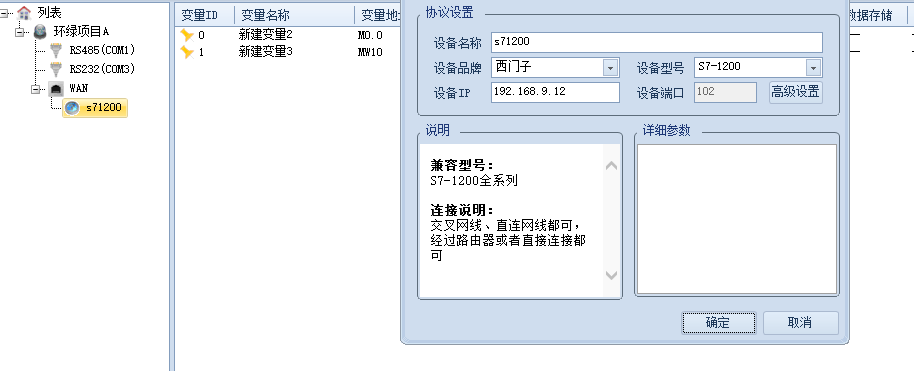 列表
环绿项目A
RS485(COM1)
RS232(COM3)
WAN
s71200
变量ID 变量名称 变量地
0 新建变量2 M0.0
1 新建变量3 MW10
数据存储
协议设置
设备名称 s71200
设备品牌 西门子 设备型号 S7-1200
设备IP 192.168.9.12 设备端口 102 高级设置
说明
兼容型号：
S7-1200全系列
连接说明：
交叉网线、直连网线都可，
经过路由器或者直接连接都
可
详细参数
确定 取消